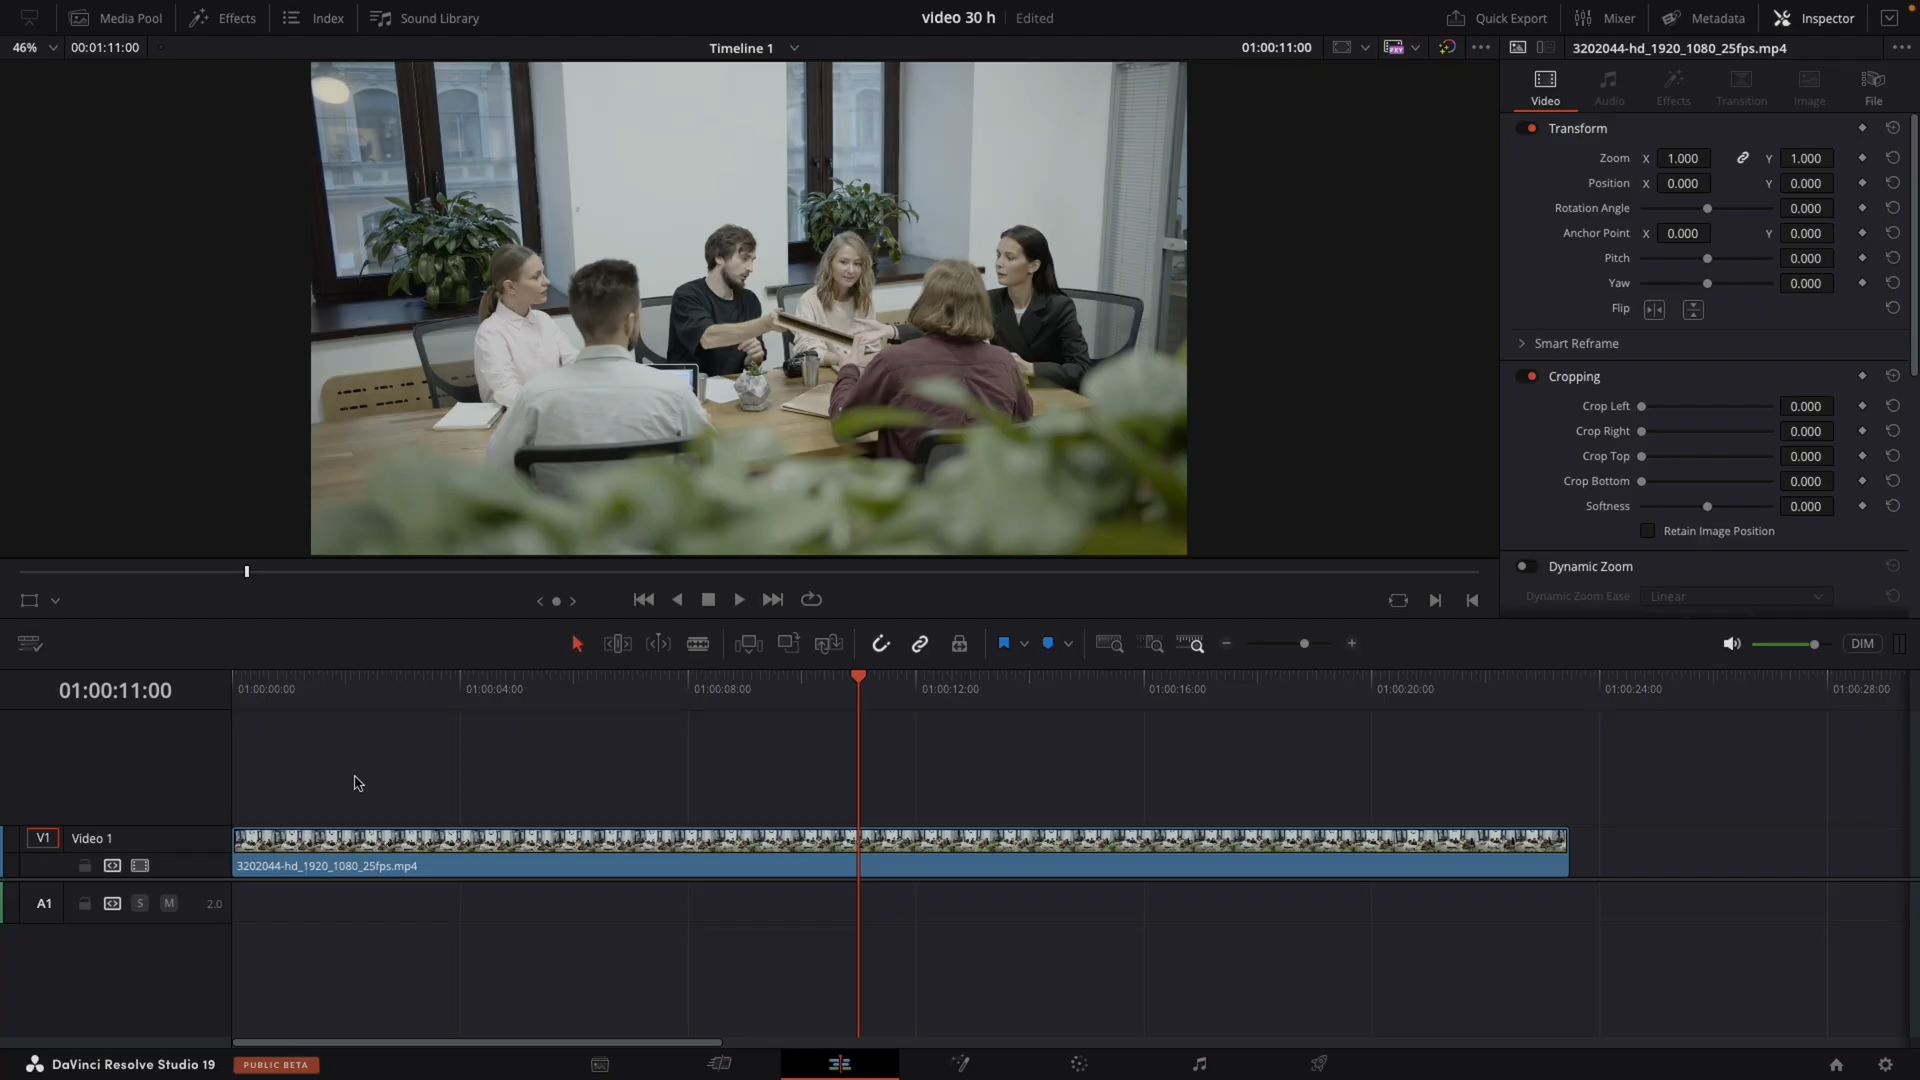 Media Pool Effects Index Sound Library video 30 h Edited Quick Export Mixer Metadata Inspector
46% 00:01:11:00 Timeline 1 01:00:11:00 PXY 3202044-hd_1920_1080_25fps.mp4
Video Audio Effects Transition Image File
Transform
Zoom X 1.000 Y 1.000
Position X 0.000 Y 0.000
Rotation Angle 0.000
Anchor Point X 0.000 Y 0.000
Pitch 0.000
Yaw 0.000
Flip
Smart Reframe
Cropping
Crop Left 0.000
Crop Right 0.000
Crop Top 0.000
Crop Bottom 0.000
Softness 0.000
Retain Image Position
Dynamic Zoom
Dynamic Zoom Ease Linear
DIM
01:00:11:00 01:00:00:00 01:00:04:00 01:00:08:00 01:00:12:00 01:00:16:00 01:00:20:00 01:00:24:00 01:00:28:00
V1 Video 1
3202044-hd_1920_1080_25fps.mp4
A1 S M 2.0
DaVinci Resolve Studio 19 PUBLIC BETA